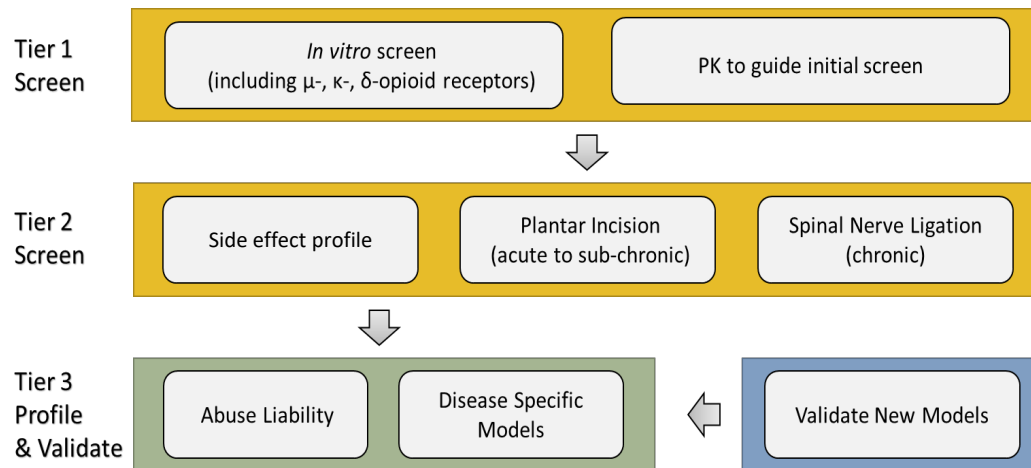 Tier 1
Screen
In vitro screen
(including μ-, κ-, δ-opioid receptors)
PK to guide initial screen
Tier 2
Screen
Side effect profile
Plantar Incision
(acute to sub-chronic)
Spinal Nerve Ligation
(chronic)
Tier 3
Profile
& Validate
Abuse Liability
Disease Specific
Models
Validate New Models